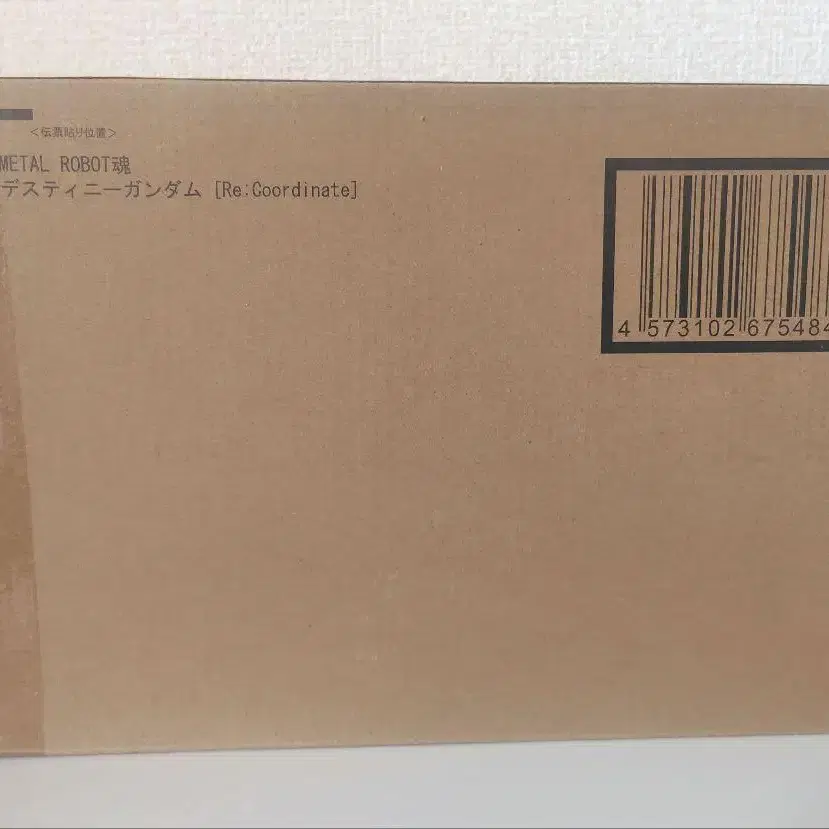 <伝票貼り位置>
METAL ROBOT魂
デスティニーガンダム [Re:Coordinate]
4 573102 675484